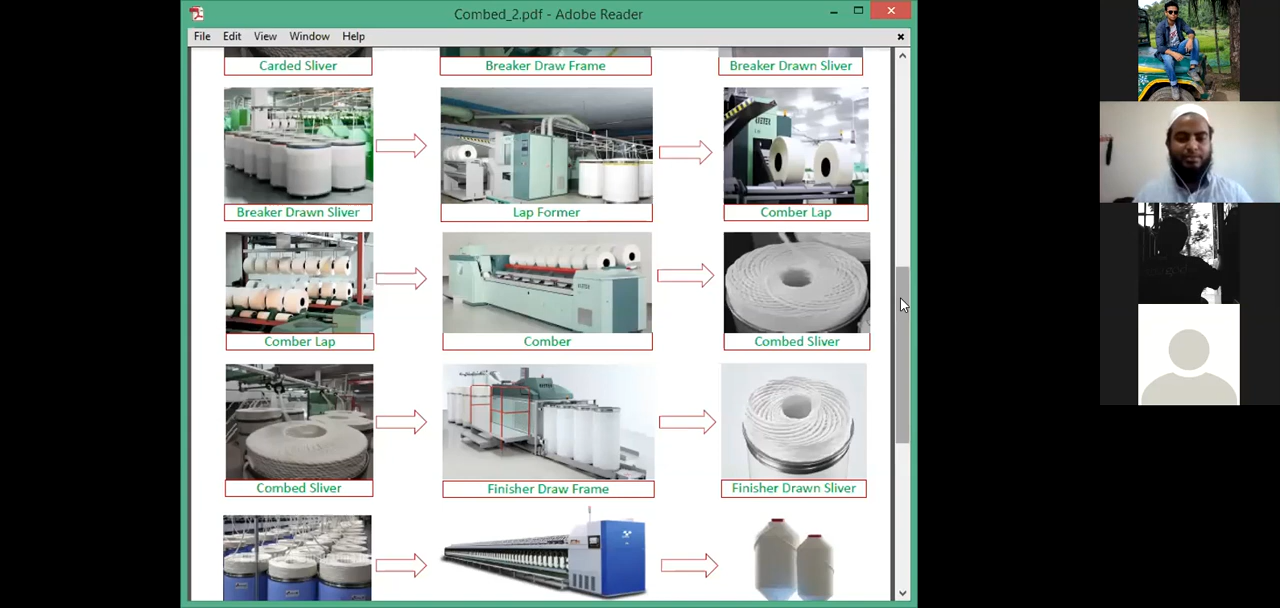 Combed_2.pdf - Adobe Reader
File Edit View Window Help
Carded Sliver Breaker Draw Frame Breaker Drawn Sliver
Breaker Drawn Sliver Lap Former Comber Lap
Comber Lap Comber Combed Sliver
Combed Sliver Finisher Draw Frame Finisher Drawn Sliver